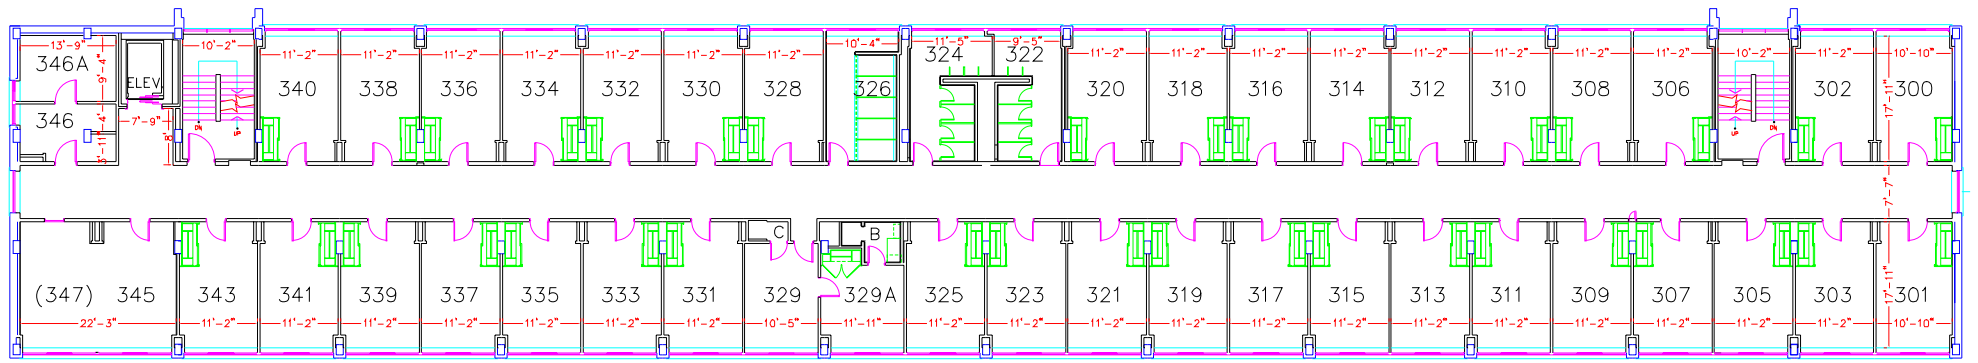 13'-9" 10'-2" 11'-2" 11'-2" 11'-2" 11'-2" 11'-2" 11'-2" 10'-4" 11'-5" 9'-5" 11'-2" 11'-2" 11'-2" 11'-2" 11'-2" 11'-2" 11'-2" 11'-2" 10'-2" 11'-2" 10'-10"
346A 9'-4" ELEV. 340 338 336 334 332 330 328 326 324 322 320 318 316 314 312 310 308 306 302 300
346 7'-9" DN UP UP DN 17'-11"
7'-7"
C B
(347) 345 343 341 339 337 335 333 331 329 329A 325 323 321 319 317 315 313 311 309 307 305 303 301
17'-11"
22'-3" 11'-2" 11'-2" 11'-2" 11'-2" 11'-2" 11'-2" 11'-2" 10'-5" 11'-11" 11'-2" 11'-2" 11'-2" 11'-2" 11'-2" 11'-2" 11'-2" 11'-2" 11'-2" 11'-2" 11'-2" 11'-2" 10'-10"